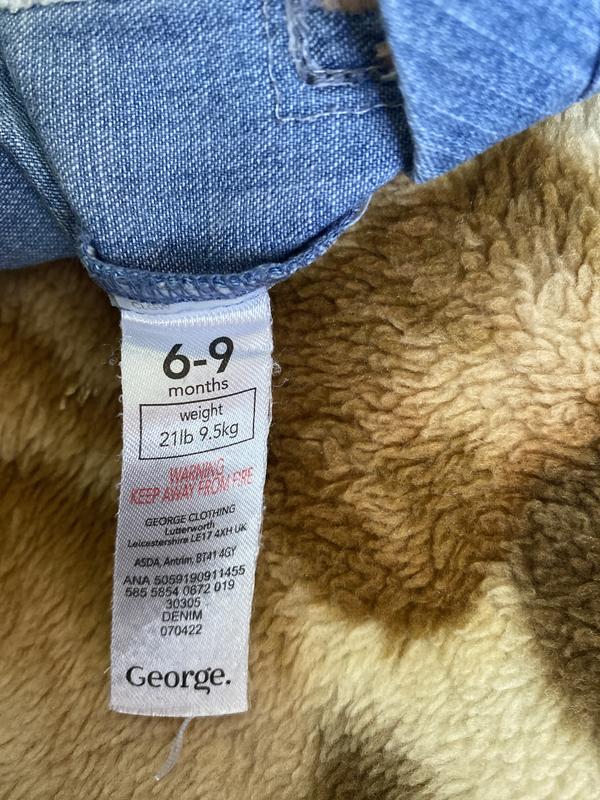 6-9
months
weight
21lb 9.5kg
WARNING
KEEP AWAY FROM FIRE
GEORGE CLOTHING
Lutterworth
Leicestershire LE17 4XH UK
ASDA, Antrim, BT41 4GY
ANA 5059190911455
585 5854 0672 019
30305
DENIM
070422
George.